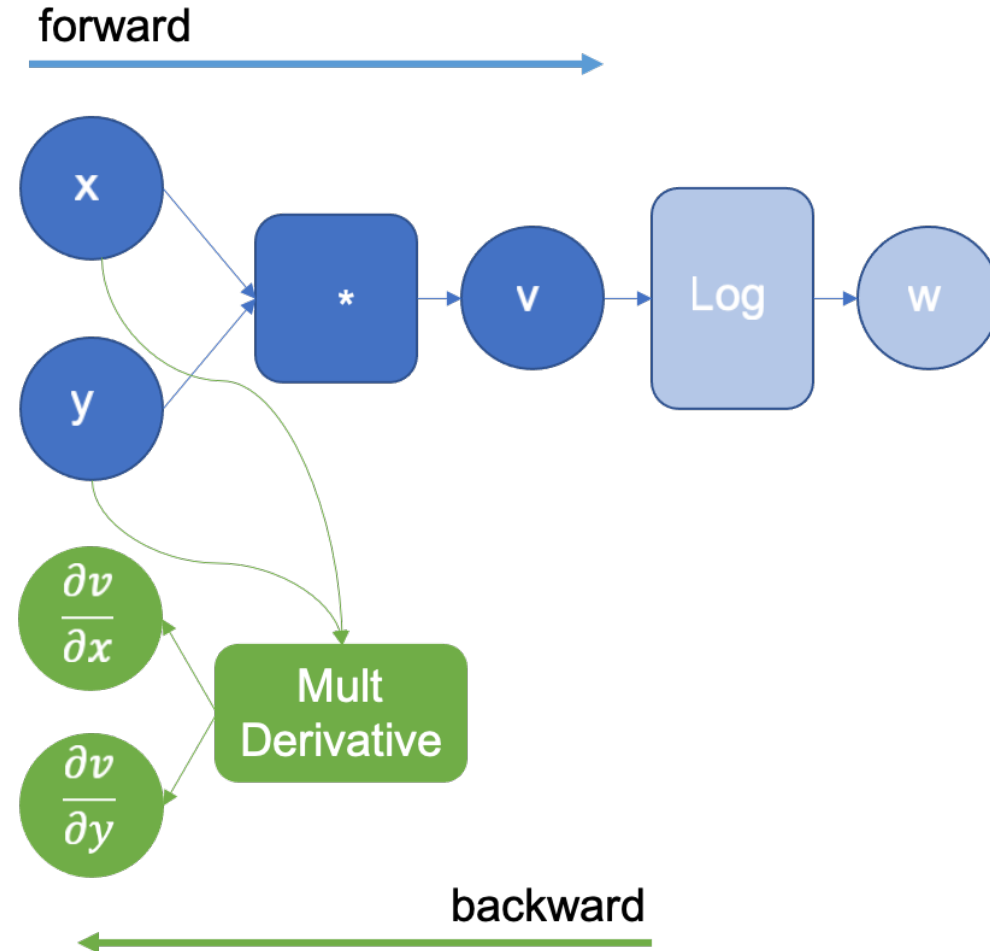 forward
x
*
v
Log
w
y
∂v
∂x
Mult
Derivative
∂v
∂y
backward